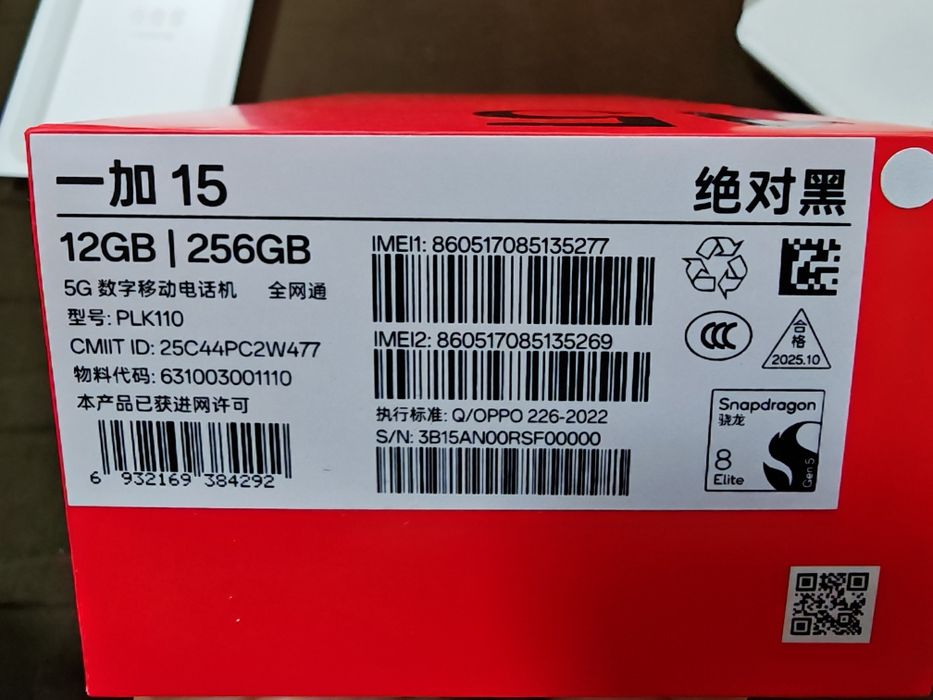 一加 15
绝对黑
12GB | 256GB
5G 数字移动电话机 全网通
型号: PLK110
CMIIT ID: 25C44PC2W477
物料代码: 631003001110
本产品已获进网许可
6 932169 384292
IMEI1: 860517085135277
IMEI2: 860517085135269
执行标准: Q/OPPO 226-2022
S/N: 3B15AN00RSF00000
CCC
合格
2025.10
Snapdragon
骁龙
8
Elite
Gen 5